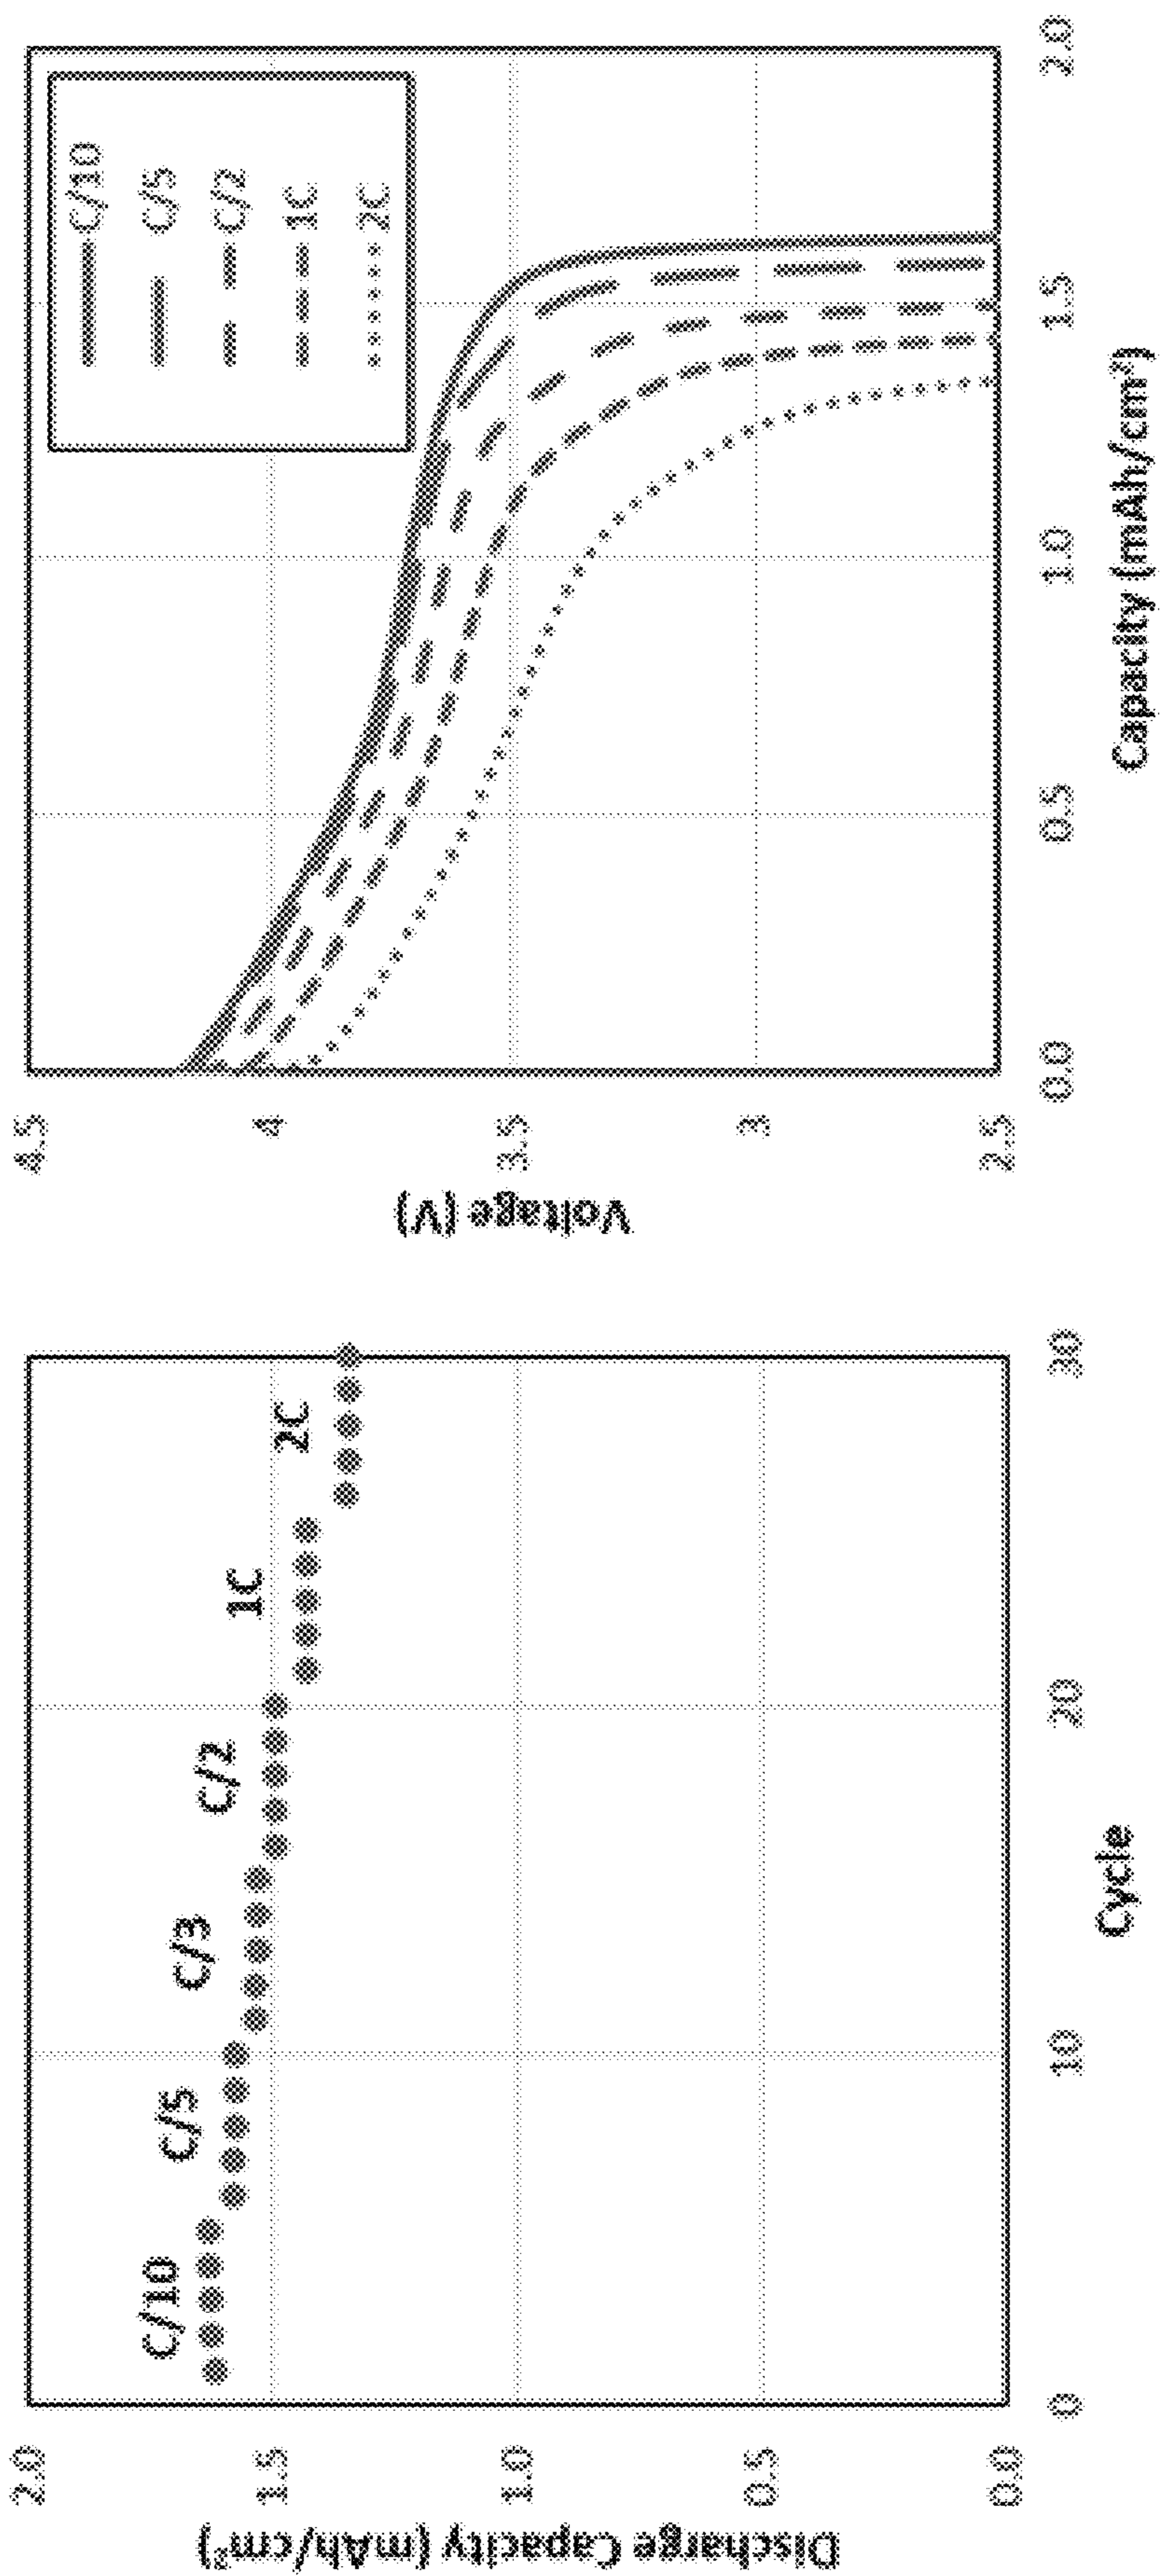 Discharge Capacity (mAh/cm²)
2.0
1.5
1.0
0.5
0.0
C/10
C/5
C/3
C/2
1C
2C
0
10
20
30
Cycle
Voltage (V)
4.5
4
3.5
3
2.5
C/10
C/5
C/2
1C
2C
0.0
0.5
1.0
1.5
2.0
Capacity (mAh/cm²)